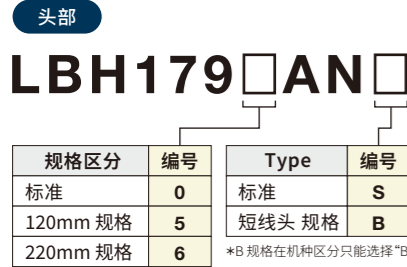 头部
LBH179□AN□
规格区分 编号
标准 0
120mm 规格 5
220mm 规格 6
Type 编号
标准 S
短线头 规格 B
*B 规格在机种区分只能选择“B